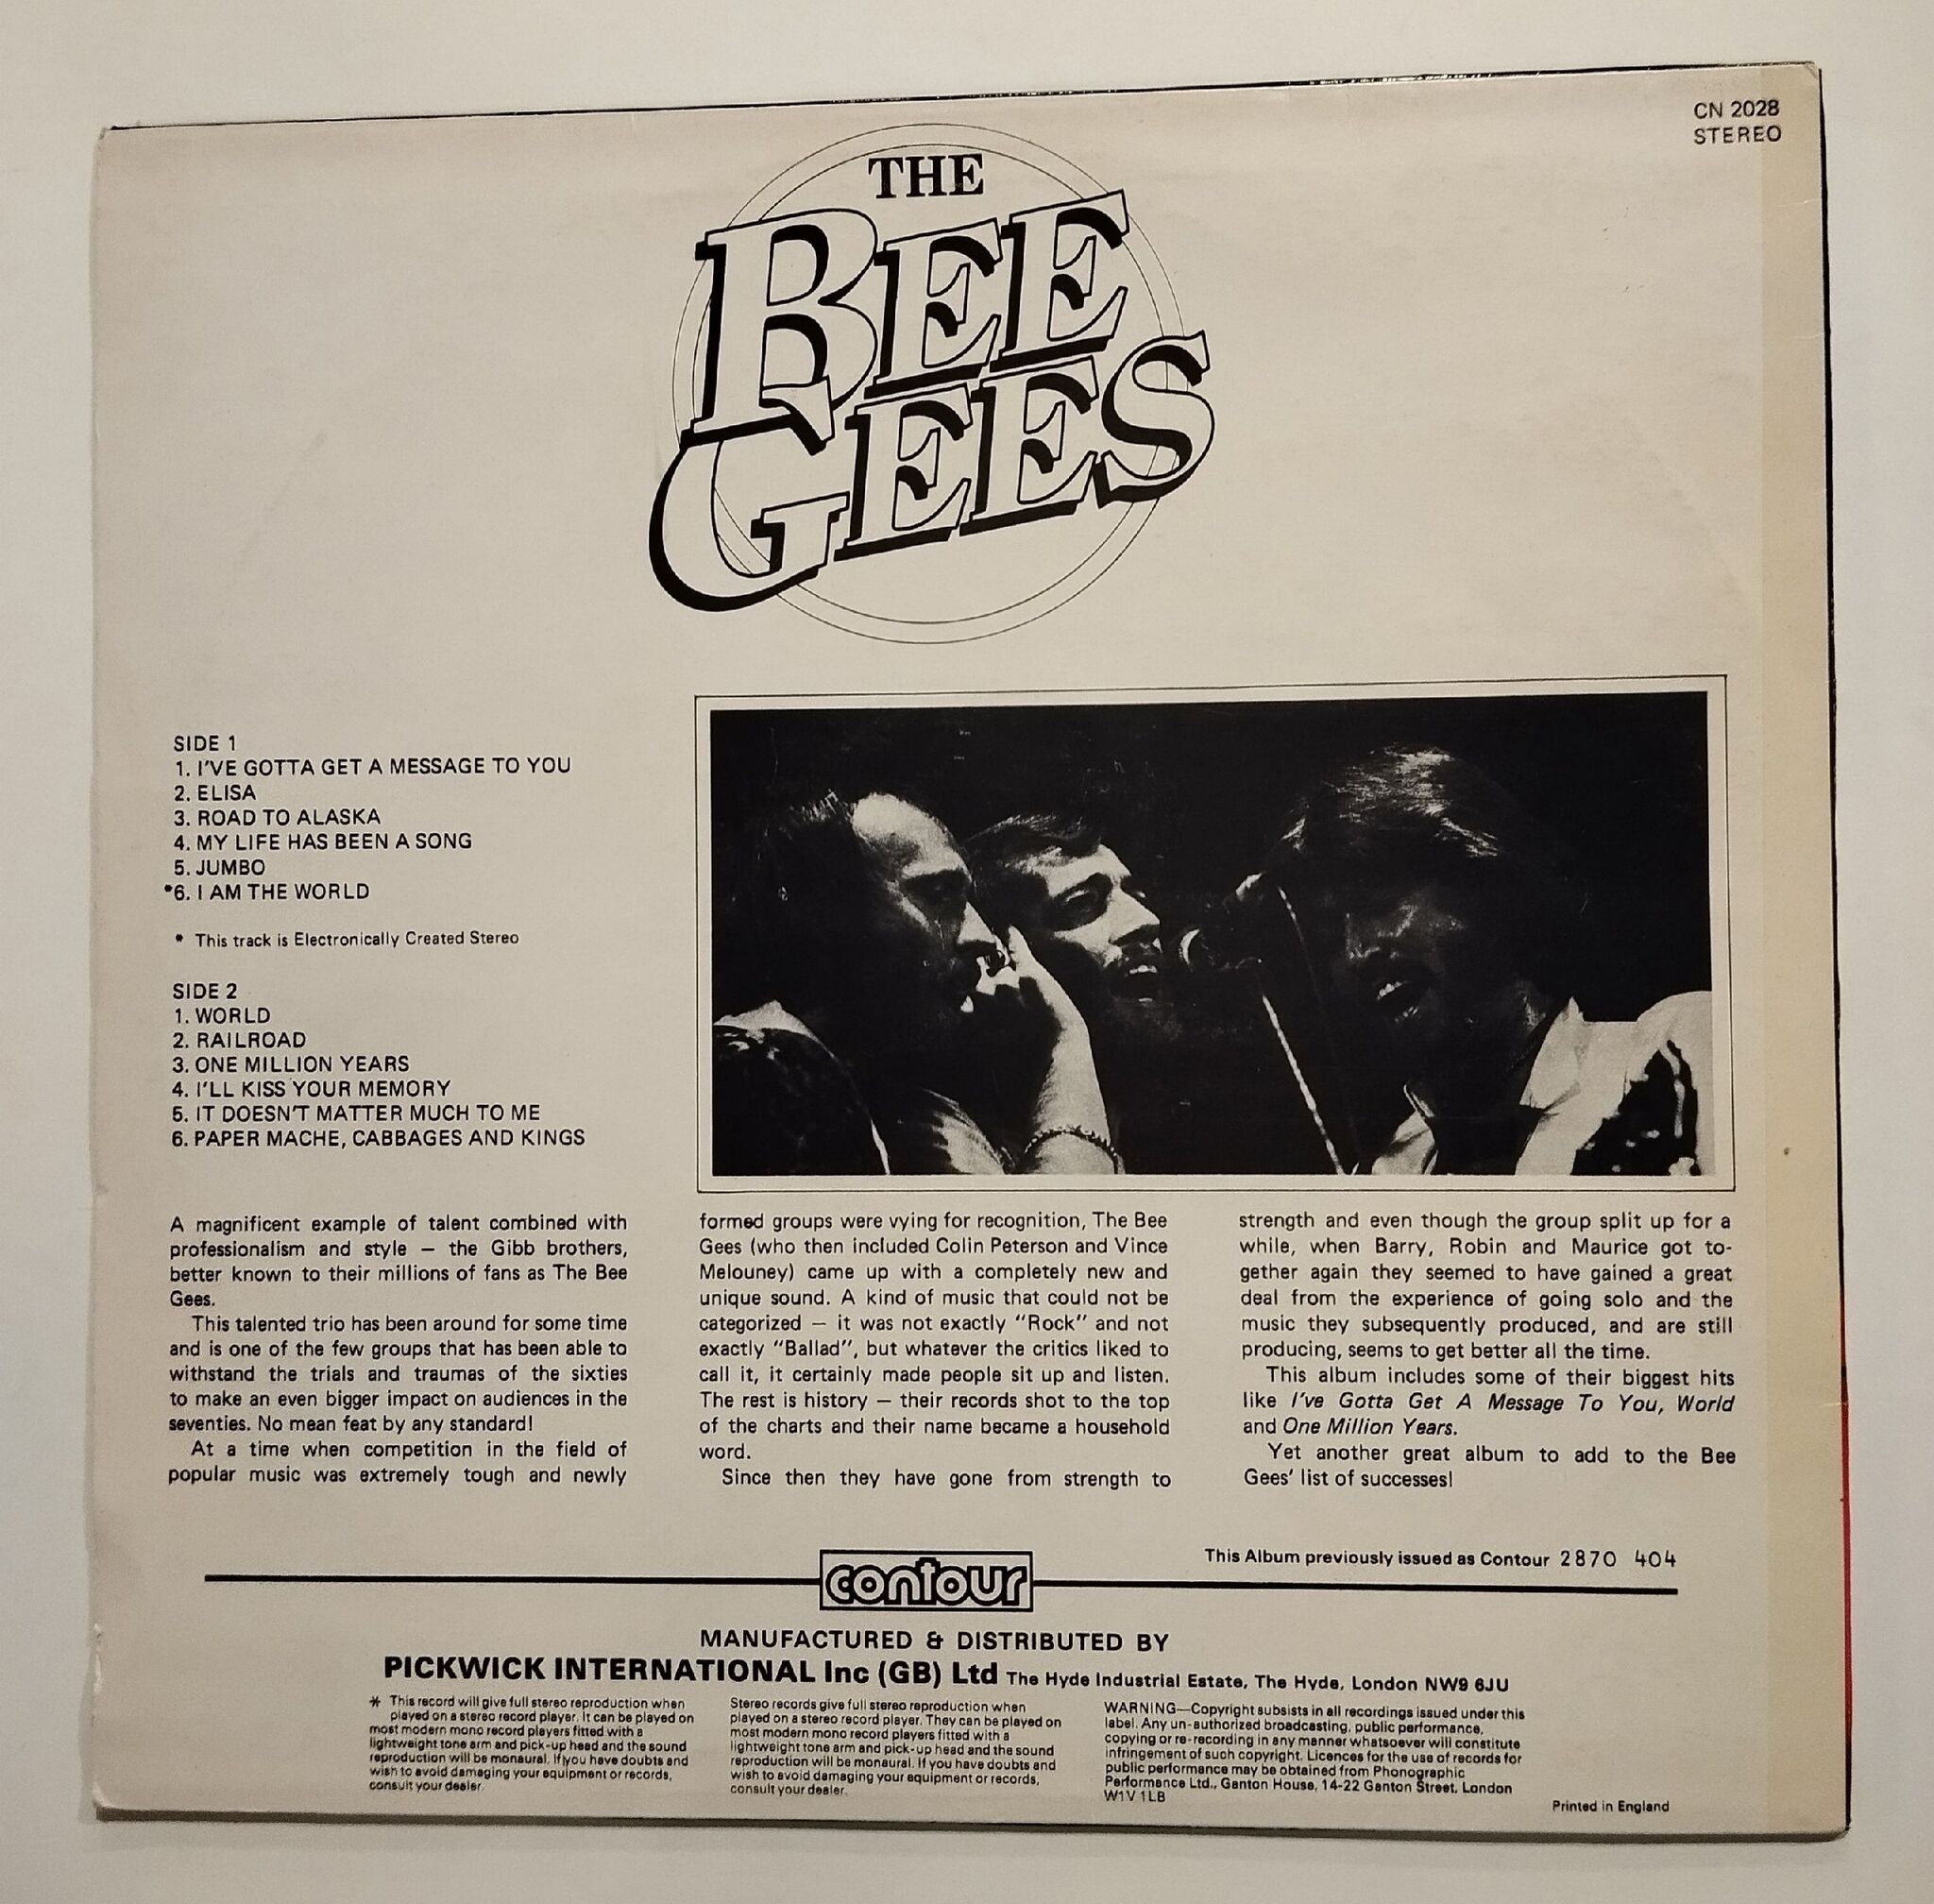 CN 2028
STEREO
THE
BEE
GEES
SIDE 1
1. I'VE GOTTA GET A MESSAGE TO YOU
2. ELISA
3. ROAD TO ALASKA
4. MY LIFE HAS BEEN A SONG
5. JUMBO
*6. I AM THE WORLD
* This track is Electronically Created Stereo
SIDE 2
1. WORLD
2. RAILROAD
3. ONE MILLION YEARS
4. I'LL KISS YOUR MEMORY
5. IT DOESN'T MATTER MUCH TO ME
6. PAPER MACHE, CABBAGES AND KINGS
A magnificent example of talent combined with
professionalism and style — the Gibb brothers,
better known to their millions of fans as The Bee
Gees.
This talented trio has been around for some time
and is one of the few groups that has been able to
withstand the trials and traumas of the sixties
to make an even bigger impact on audiences in the
seventies. No mean feat by any standard!
At a time when competition in the field of
popular music was extremely tough and newly
formed groups were vying for recognition, The Bee
Gees (who then included Colin Peterson and Vince
Melouney) came up with a completely new and
unique sound. A kind of music that could not be
categorized — it was not exactly "Rock" and not
exactly "Ballad", but whatever the critics liked to
call it, it certainly made people sit up and listen.
The rest is history — their records shot to the top
of the charts and their name became a household
word.
Since then they have gone from strength to
strength and even though the group split up for a
while, when Barry, Robin and Maurice got to-
gether again they seemed to have gained a great
deal from the experience of going solo and the
music they subsequently produced, and are still
producing, seems to get better all the time.
This album includes some of their biggest hits
like I've Gotta Get A Message To You, World
and One Million Years.
Yet another great album to add to the Bee
Gees' list of successes!
This Album previously issued as Contour 2870 404
contour
MANUFACTURED & DISTRIBUTED BY
PICKWICK INTERNATIONAL Inc (GB) Ltd The Hyde Industrial Estate, The Hyde, London NW9 6JU
* This record will give full stereo reproduction when
played on a stereo record player. It can be played on
most modern mono record players fitted with a
lightweight tone arm and pick-up head and the sound
reproduction will be monaural. If you have doubts and
wish to avoid damaging your equipment or records,
consult your dealer.
Stereo records give full stereo reproduction when
played on a stereo record player. They can be played on
most modern mono record players fitted with a
lightweight tone arm and pick-up head and the sound
reproduction will be monaural. If you have doubts and
wish to avoid damaging your equipment or records,
consult your dealer.
WARNING—Copyright subsists in all recordings issued under this
label. Any un-authorized broadcasting, public performance,
copying or re-recording in any manner whatsoever will constitute
infringement of such copyright. Licences for the use of records for
public performance may be obtained from Phonographic
Performance Ltd., Ganton House, 14-22 Ganton Street, London
W1V 1LB
Printed in England